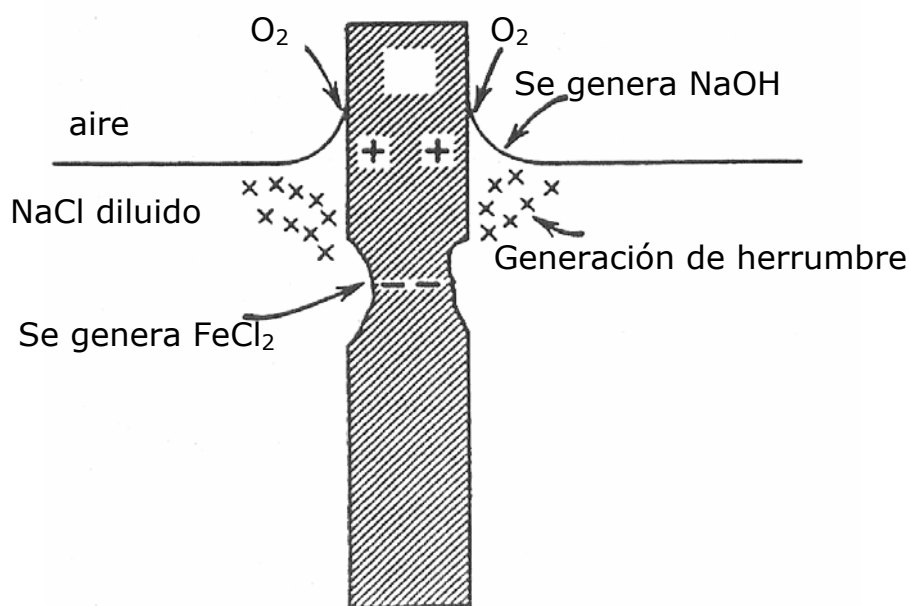 O₂
O₂
Se genera NaOH
aire
+ +
NaCl diluido
Generación de herrumbre
− −
Se genera FeCl₂